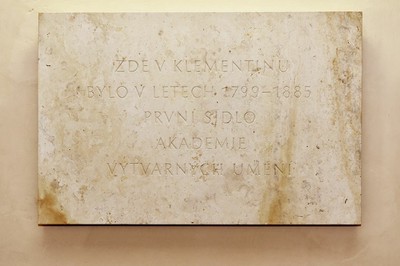 ZDE V KLEMENTINU
BYLO V LETECH 1799–1885
PRVNÍ SÍDLO
AKADEMIE
VÝTVARNÝCH UMĚNÍ